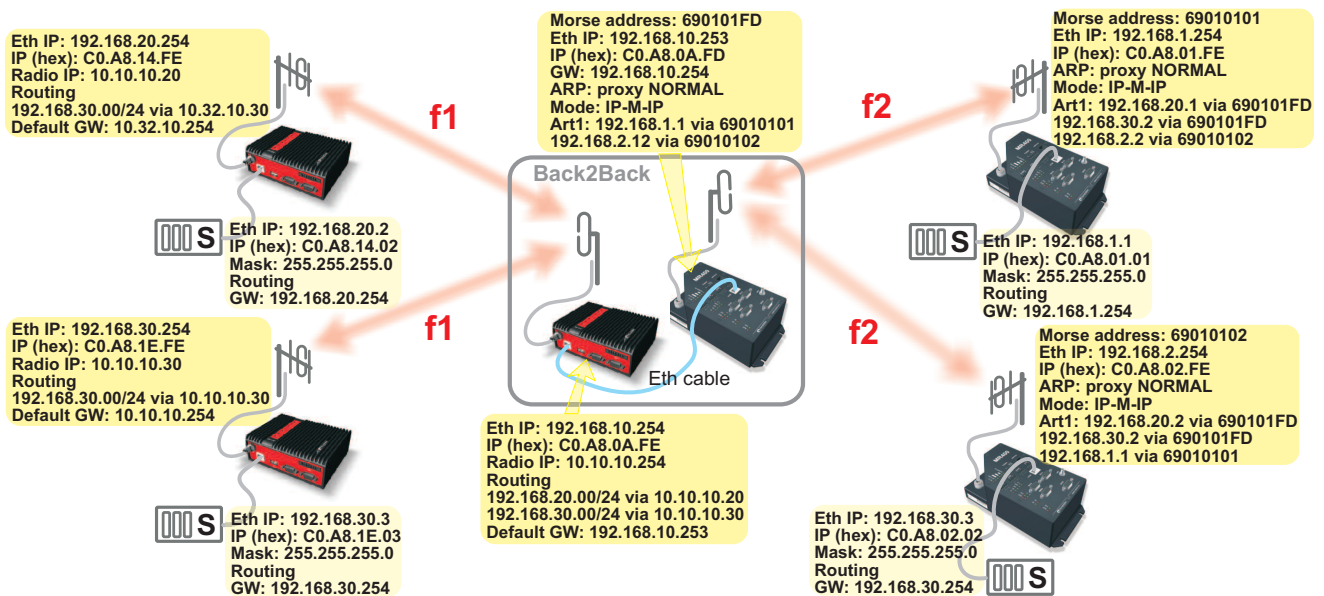 Eth IP: 192.168.20.254
IP (hex): C0.A8.14.FE
Radio IP: 10.10.10.20
Routing
192.168.30.00/24 via 10.32.10.30
Default GW: 10.32.10.254
S
Eth IP: 192.168.20.2
IP (hex): C0.A8.14.02
Mask: 255.255.255.0
Routing
GW: 192.168.20.254
f1
Eth IP: 192.168.30.254
IP (hex): C0.A8.1E.FE
Radio IP: 10.10.10.30
Routing
192.168.30.00/24 via 10.10.10.30
Default GW: 10.10.10.254
S
Eth IP: 192.168.30.3
IP (hex): C0.A8.1E.03
Mask: 255.255.255.0
Routing
GW: 192.168.30.254
f1
Morse address: 690101FD
Eth IP: 192.168.10.253
IP (hex): C0.A8.0A.FD
GW: 192.168.10.254
ARP: proxy NORMAL
Mode: IP-M-IP
Art1: 192.168.1.1 via 69010101
192.168.2.12 via 69010102
Back2Back
Eth cable
Eth IP: 192.168.10.254
IP (hex): C0.A8.0A.FE
Radio IP: 10.10.10.254
Routing
192.168.20.00/24 via 10.10.10.20
192.168.30.00/24 via 10.10.10.30
Default GW: 192.168.10.253
f2
Morse address: 69010101
Eth IP: 192.168.1.254
IP (hex): C0.A8.01.FE
ARP: proxy NORMAL
Mode: IP-M-IP
Art1: 192.168.20.1 via 690101FD
192.168.30.2 via 690101FD
192.168.2.2 via 69010102
S
Eth IP: 192.168.1.1
IP (hex): C0.A8.01.01
Mask: 255.255.255.0
Routing
GW: 192.168.1.254
f2
Morse address: 69010102
Eth IP: 192.168.2.254
IP (hex): C0.A8.02.FE
ARP: proxy NORMAL
Mode: IP-M-IP
Art1: 192.168.20.2 via 690101FD
192.168.30.2 via 690101FD
192.168.1.1 via 69010101
Eth IP: 192.168.30.3
IP (hex): C0.A8.02.02
Mask: 255.255.255.0
Routing
GW: 192.168.30.254
S